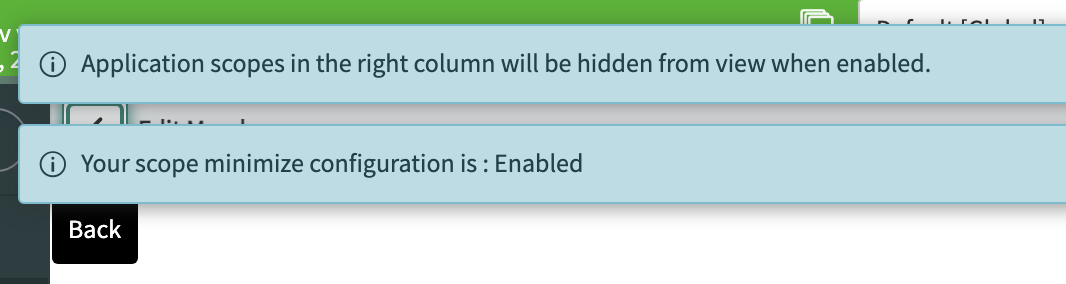 Application scopes in the right column will be hidden from view when enabled.
Your scope minimize configuration is : Enabled
Back